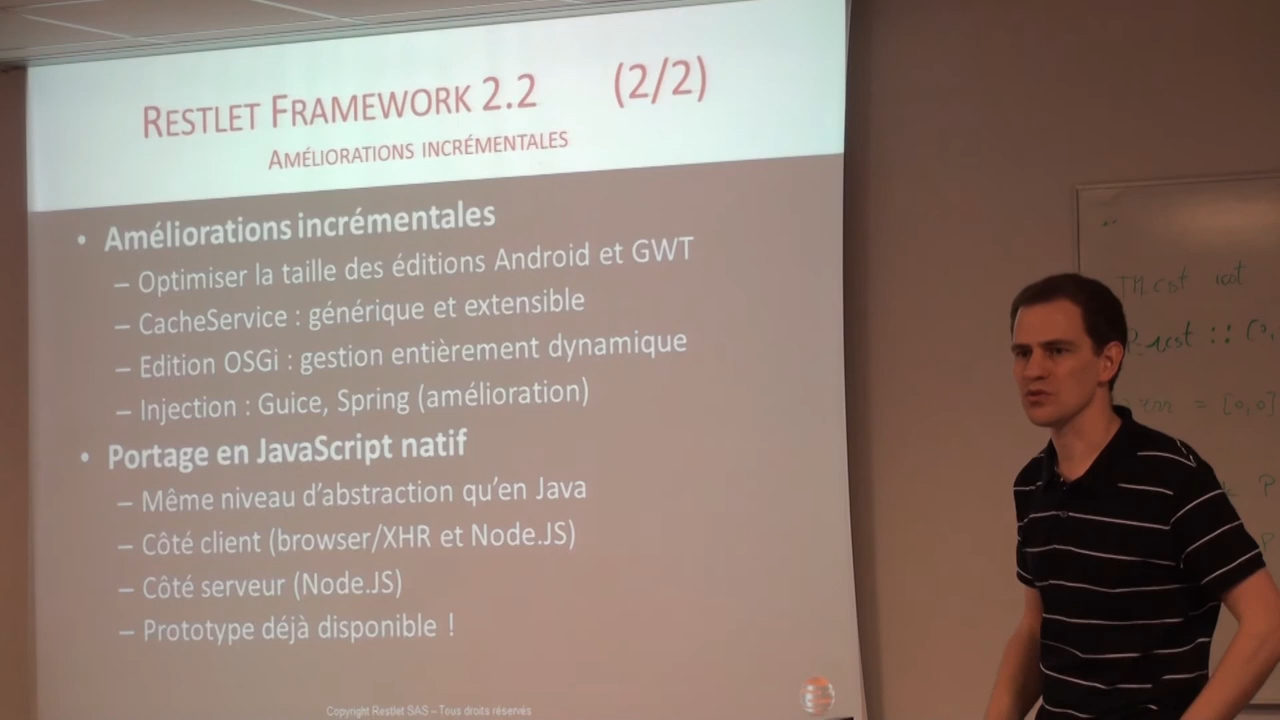 RESTLET FRAMEWORK 2.2 (2/2)
AMÉLIORATIONS INCRÉMENTALES
• Améliorations incrémentales
– Optimiser la taille des éditions Android et GWT
– CacheService : générique et extensible
– Edition OSGi : gestion entièrement dynamique
– Injection : Guice, Spring (amélioration)
• Portage en JavaScript natif
– Même niveau d'abstraction qu'en Java
– Côté client (browser/XHR et Node.JS)
– Côté serveur (Node.JS)
– Prototype déjà disponible !
Copyright Restlet SAS – Tous droits réservés